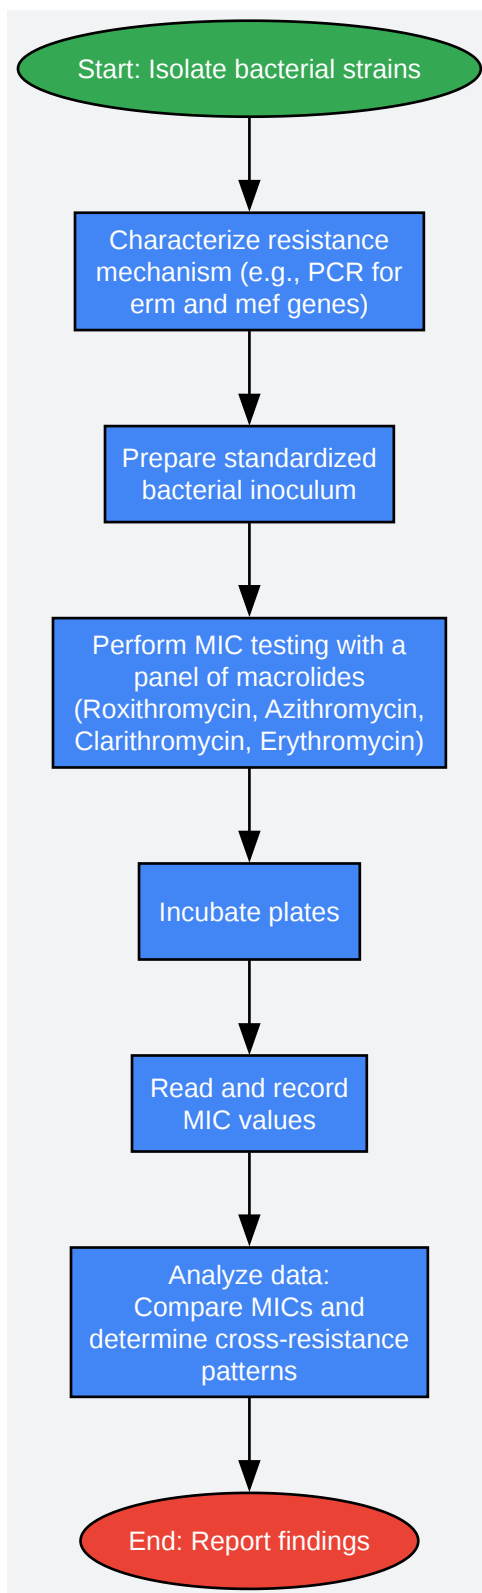 Start: Isolate bacterial strains
Characterize resistance
mechanism (e.g., PCR for
erm and mef genes)
Prepare standardized
bacterial inoculum
Perform MIC testing with a
panel of macrolides
(Roxithromycin, Azithromycin,
Clarithromycin, Erythromycin)
Incubate plates
Read and record
MIC values
Analyze data:
Compare MICs and
determine cross-resistance
patterns
End: Report findings